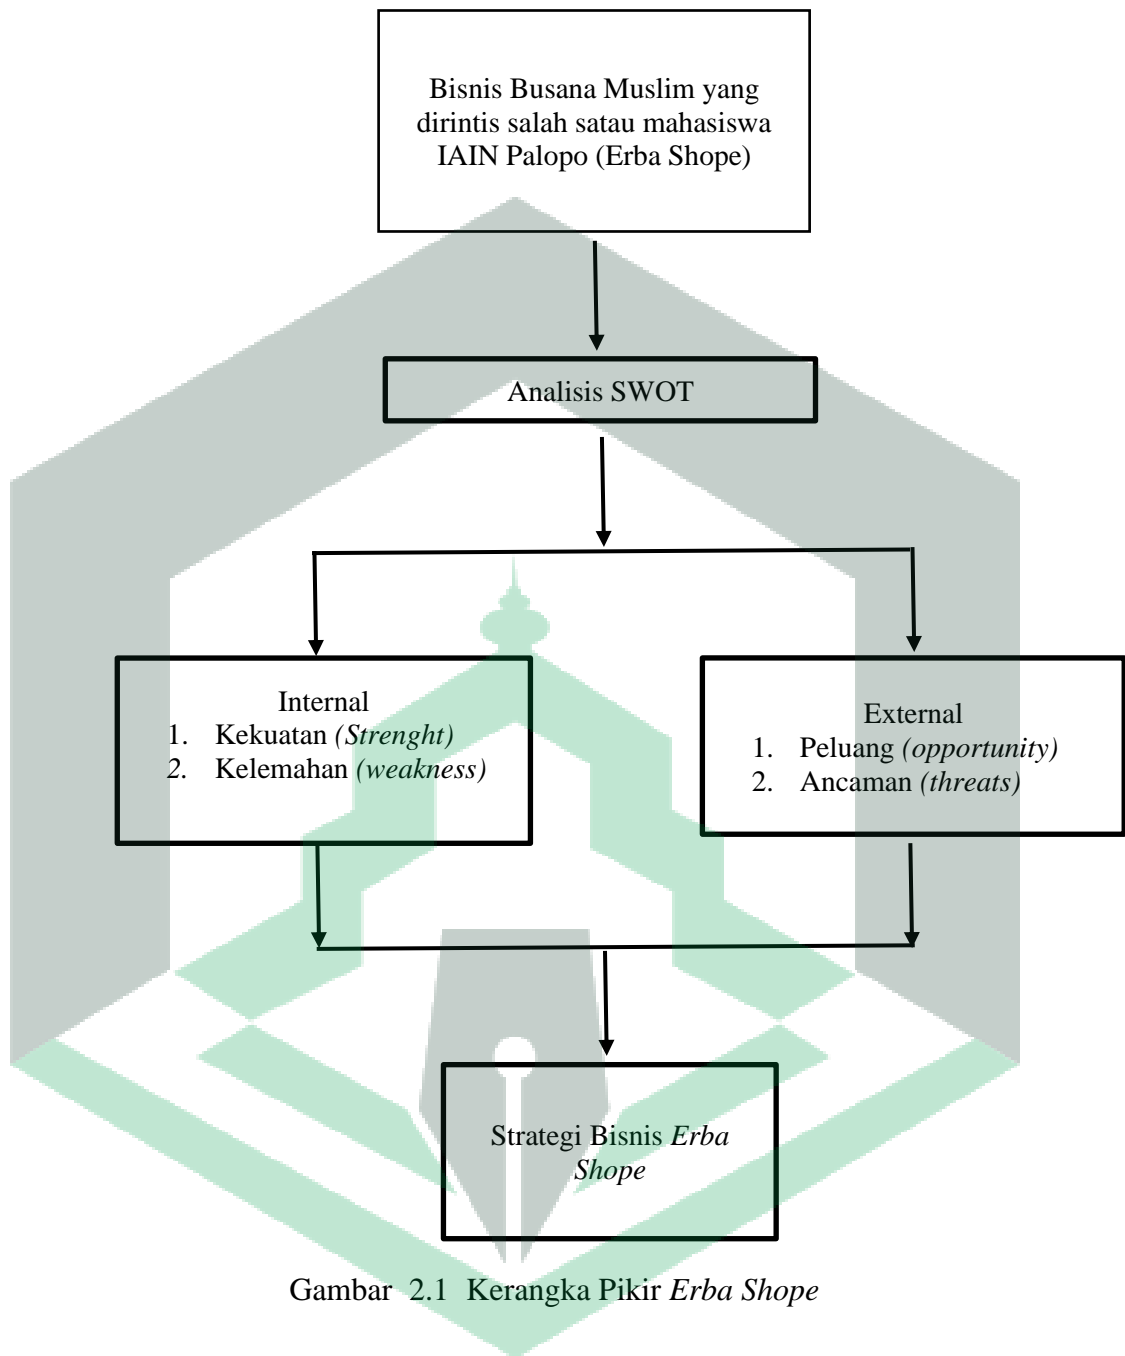 Bisnis Busana Muslim yang
dirintis salah satau mahasiswa
IAIN Palopo (Erba Shope)
Analisis SWOT
Internal
1. Kekuatan (Strenght)
2. Kelemahan (weakness)
External
1. Peluang (opportunity)
2. Ancaman (threats)
Strategi Bisnis Erba
Shope
Gambar 2.1 Kerangka Pikir Erba Shope